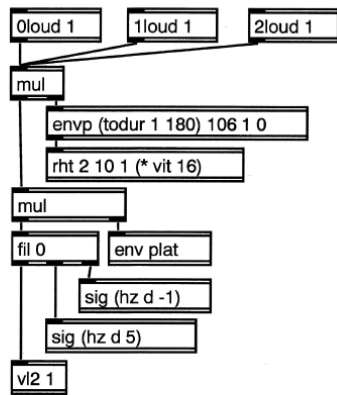 0loud 1
1loud 1
2loud 1
mul
envp (todur 1 180) 106 1 0
rht 2 10 1 (* vit 16)
mul
fil 0
env plat
sig (hz d -1)
sig (hz d 5)
vl2 1